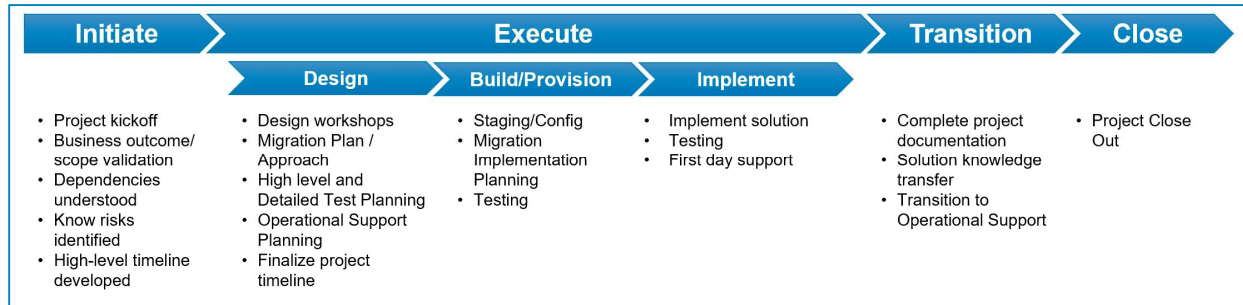 Initiate
Execute
Transition
Close
Design
Build/Provision
Implement
• Project kickoff
• Business outcome/
scope validation
• Dependencies
understood
• Know risks
identified
• High-level timeline
developed
• Design workshops
• Migration Plan /
Approach
• High level and
Detailed Test Planning
• Operational Support
Planning
• Finalize project
timeline
• Staging/Config
• Migration
Implementation
Planning
• Testing
• Implement solution
• Testing
• First day support
• Complete project
documentation
• Solution knowledge
transfer
• Transition to
Operational Support
• Project Close
Out